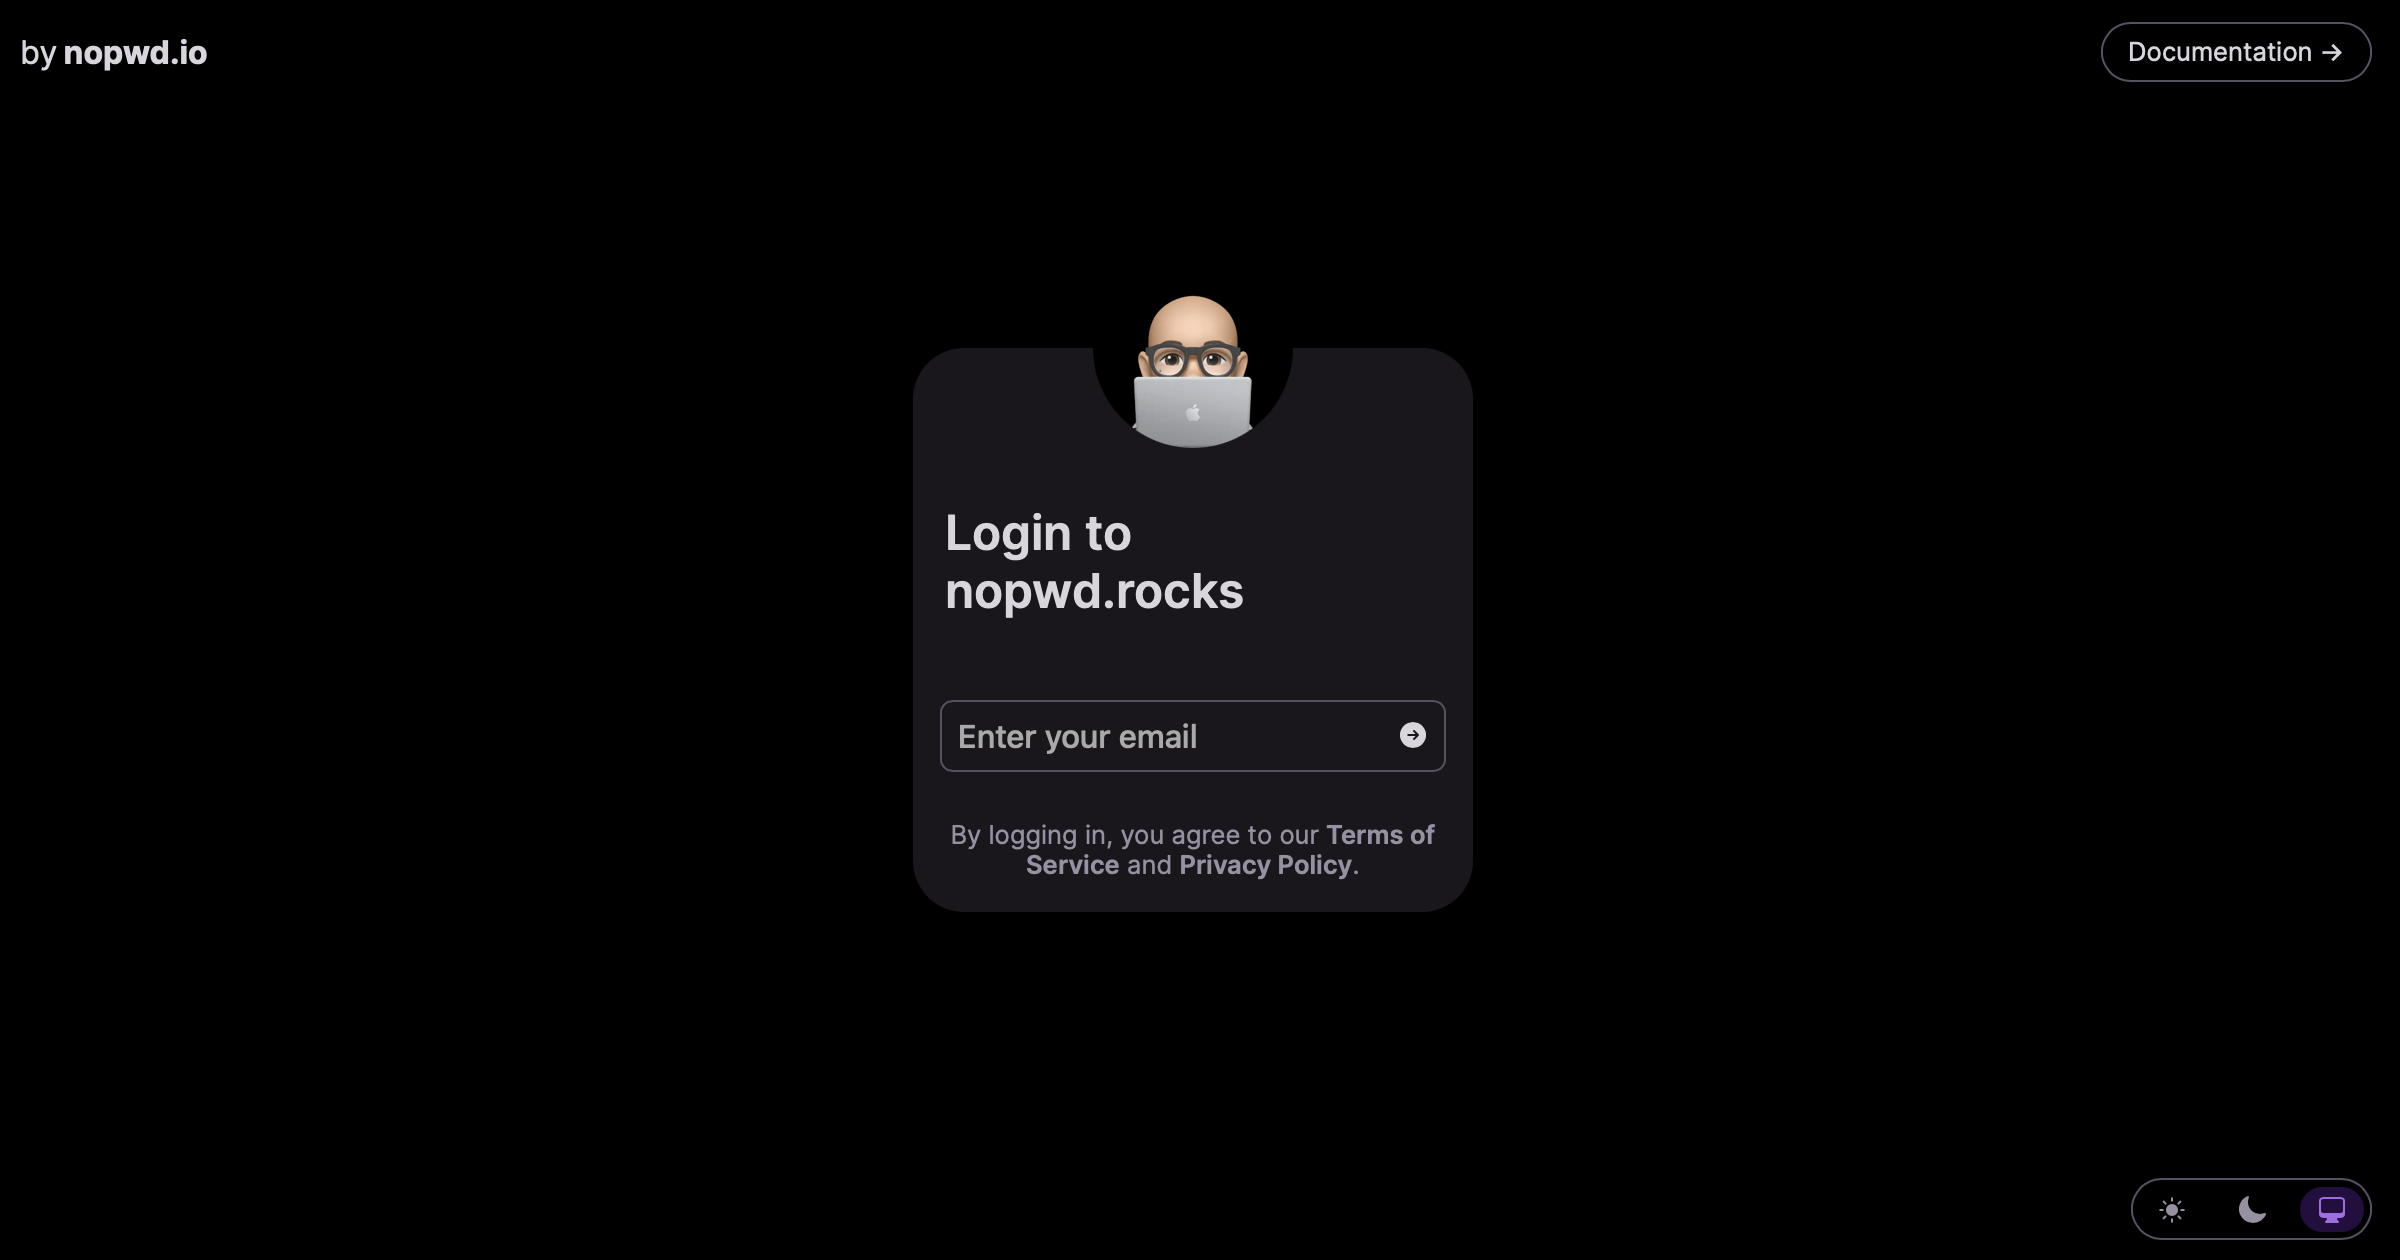 by nopwd.io
Documentation →
Login to
nopwd.rocks
Enter your email
By logging in, you agree to our Terms of
Service and Privacy Policy.